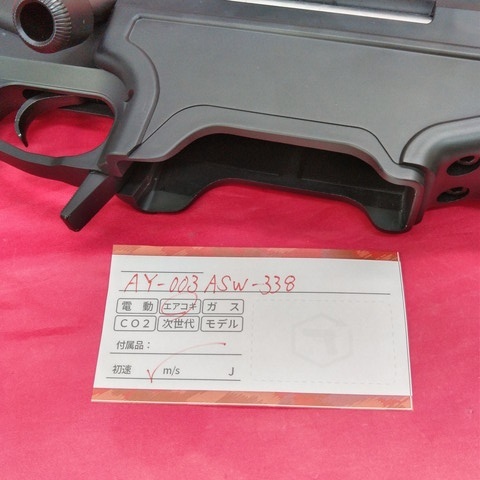 AY-003 ASW-338
電動 エアコキ ガス
CO2 次世代 モデル
付属品：
初速 ✓ m/s J